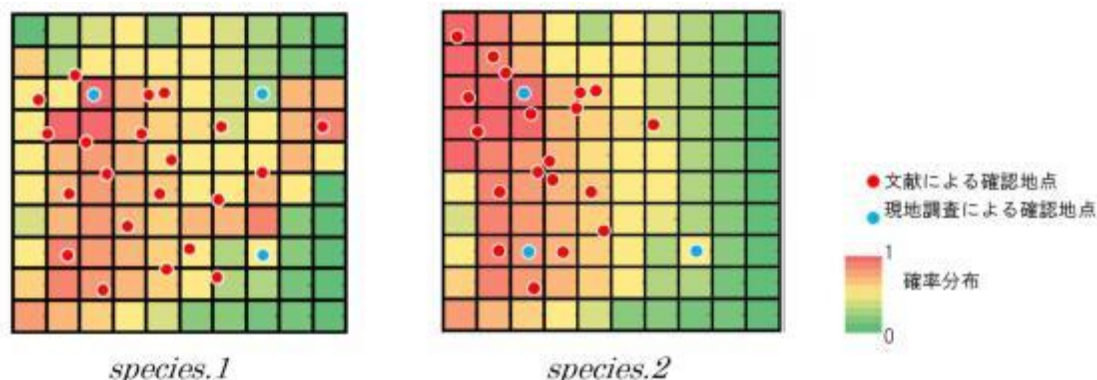 文献による確認地点
現地調査による確認地点
1
確率分布
0
species.1
species.2